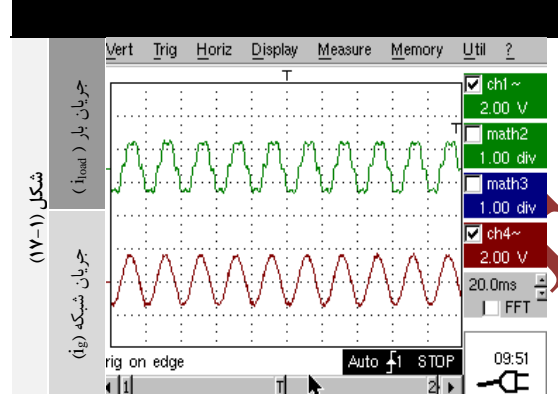 Vert Trig Horiz Display Measure Memory Util ?
شکل (۱-۱۷)
جریان بار ( iload )
جریان شبکه (ig)
T
T
ch1 ~
2.00 V
math2
1.00 div
math3
1.00 div
ch4~
2.00 V
20.0ms
FFT
rig on edge
Auto 1 STOP
09:51
1 T 2